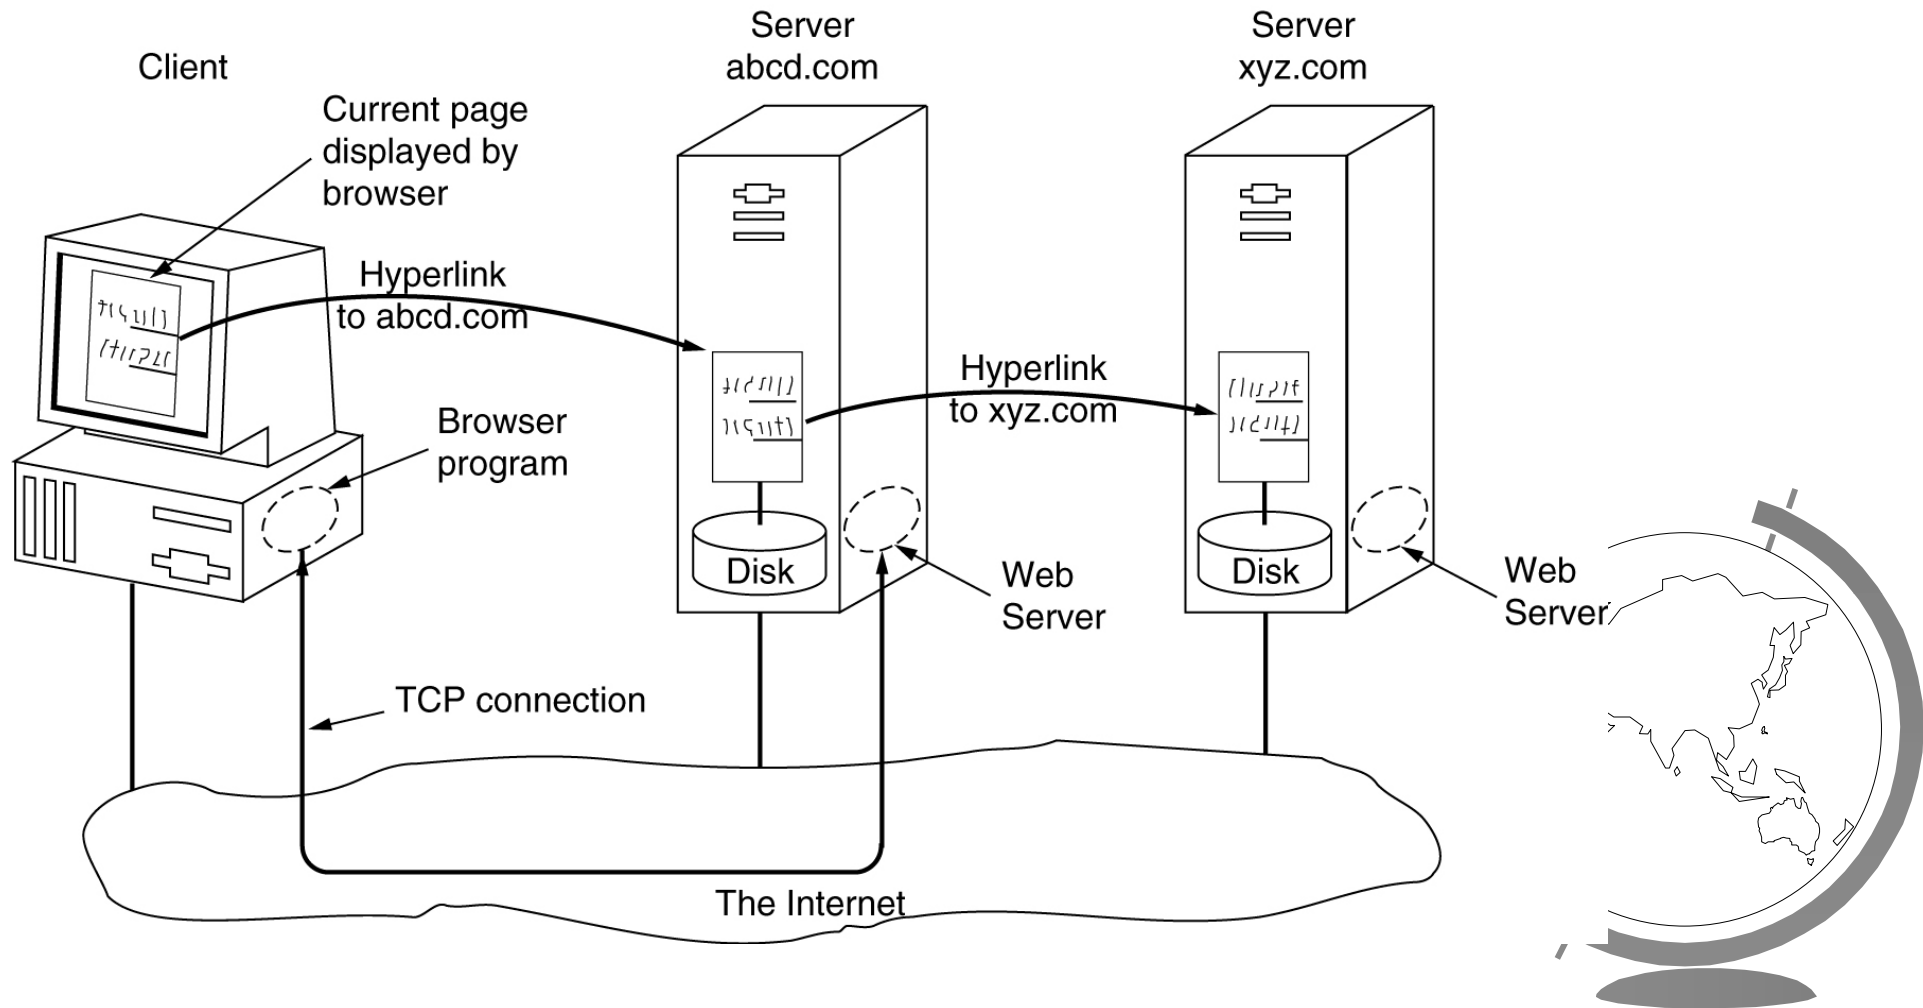 Client
Server
abcd.com
Server
xyz.com
Current page
displayed by
browser
Hyperlink
to abcd.com
Hyperlink
to xyz.com
Browser
program
Disk
Web
Server
Disk
Web
Server
TCP connection
The Internet